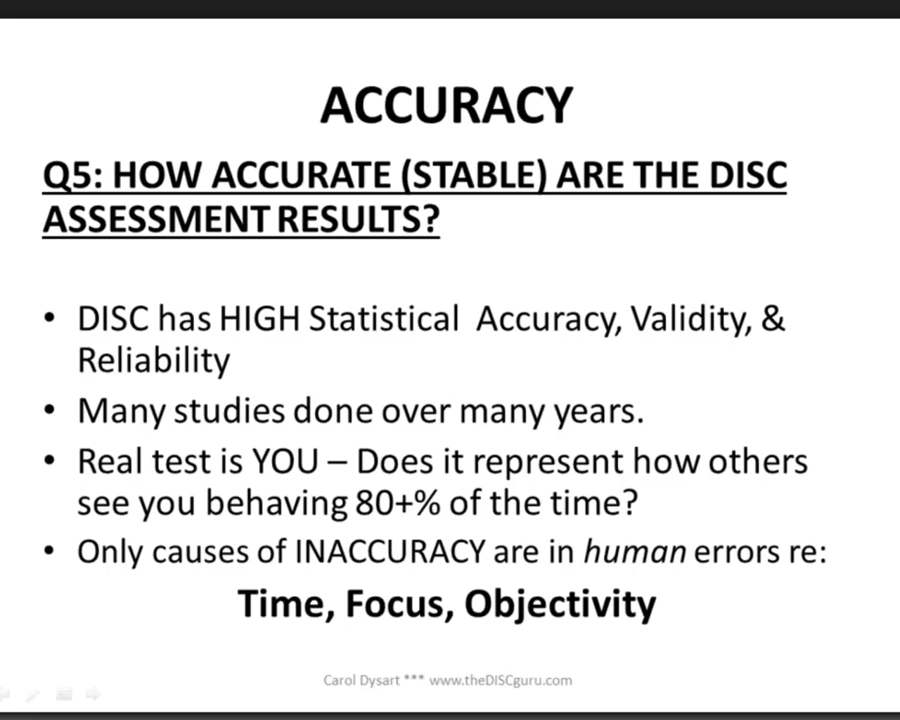 ACCURACY
Q5: HOW ACCURATE (STABLE) ARE THE DISC
ASSESSMENT RESULTS?
• DISC has HIGH Statistical Accuracy, Validity, &
Reliability
• Many studies done over many years.
• Real test is YOU – Does it represent how others
see you behaving 80+% of the time?
• Only causes of INACCURACY are in human errors re:
Time, Focus, Objectivity
Carol Dysart *** www.theDISCguru.com